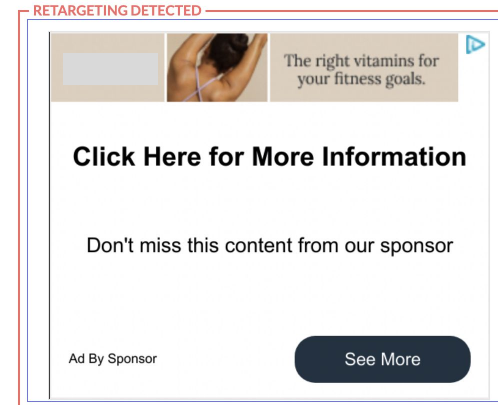 RETARGETING DETECTED
The right vitamins for
your fitness goals.
Click Here for More Information
Don't miss this content from our sponsor
Ad By Sponsor
See More